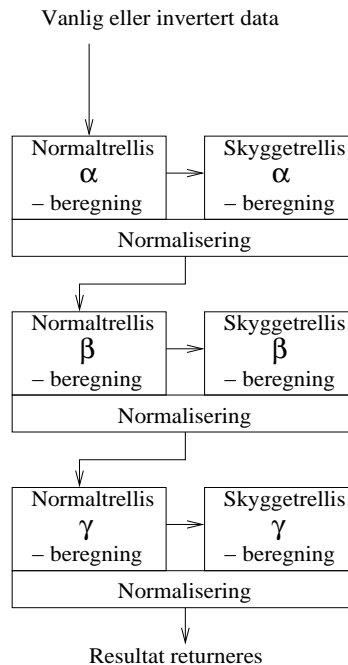 Vanlig eller invertert data
Normaltrellis
α
– beregning
Skyggetrellis
α
– beregning
Normalisering
Normaltrellis
β
– beregning
Skyggetrellis
β
– beregning
Normalisering
Normaltrellis
γ
– beregning
Skyggetrellis
γ
– beregning
Normalisering
Resultat returneres